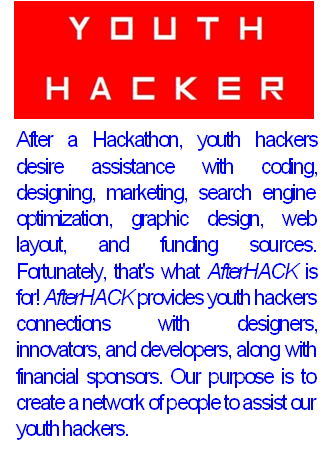 YOUTH
HACKER
After a Hackathon, youth hackers
desire assistance with coding,
designing, marketing, search engine
optimization, graphic design, web
layout, and funding sources.
Fortunately, that's what AfterHACK is
for! AfterHACK provides youth hackers
connections with designers,
innovators, and developers, along with
financial sponsors. Our purpose is to
create a network of people to assist our
youth hackers.